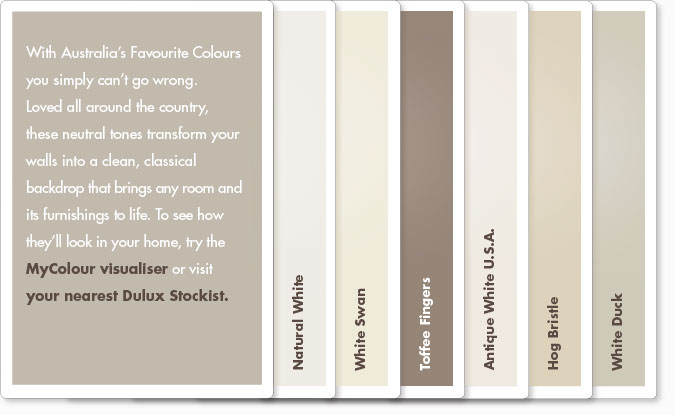 With Australia's Favourite Colours
you simply can't go wrong.
Loved all around the country,
these neutral tones transform your
walls into a clean, classical
backdrop that brings any room and
its furnishings to life. To see how
they'll look in your home, try the
MyColour visualiser or visit
your nearest Dulux Stockist.
Natural White
White Swan
Toffee Fingers
Antique White U.S.A.
Hog Bristle
White Duck